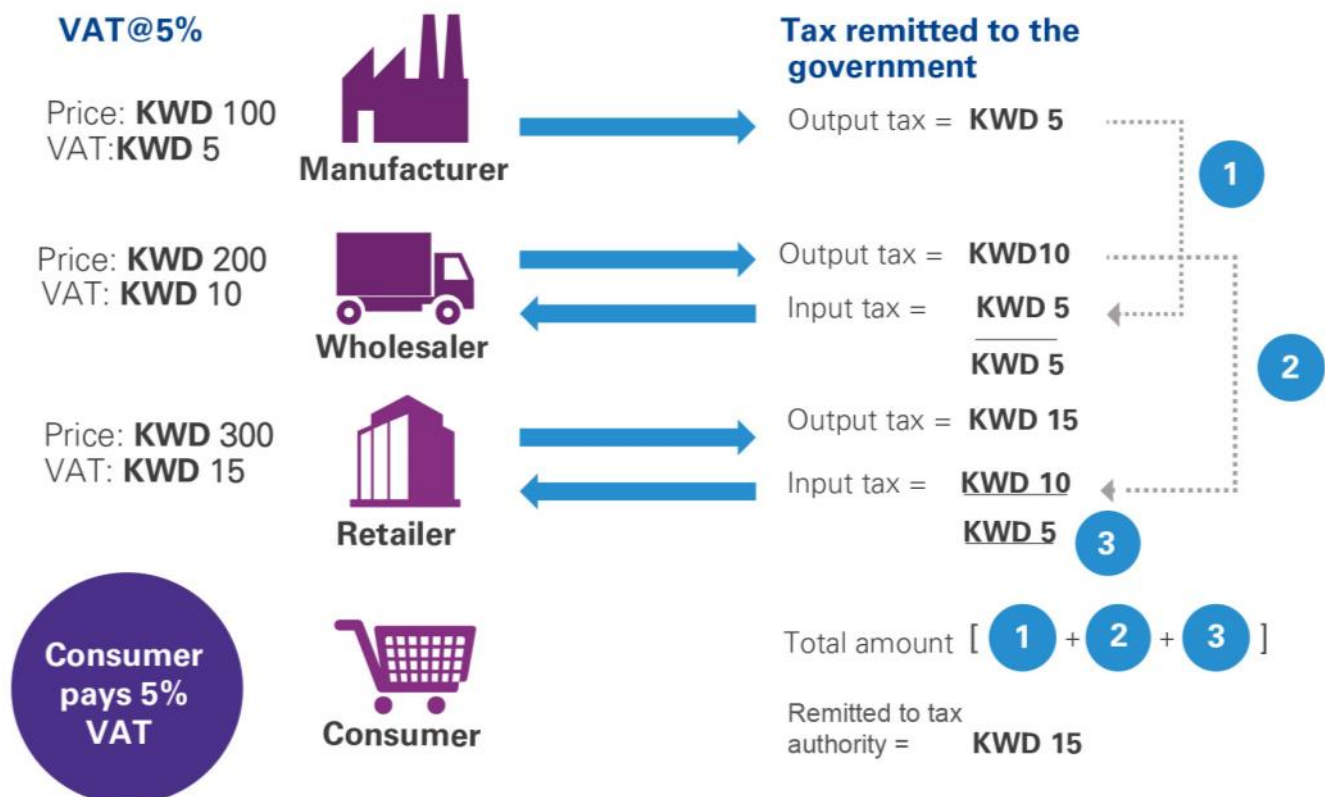 VAT@5%
Tax remitted to the
government
Price: KWD 100
VAT:KWD 5
Manufacturer
Output tax = KWD 5
1
Price: KWD 200
VAT: KWD 10
Wholesaler
Output tax = KWD10
Input tax = KWD 5
KWD 5
2
Price: KWD 300
VAT: KWD 15
Retailer
Output tax = KWD 15
Input tax = KWD 10
KWD 5
3
Consumer
pays 5%
VAT
Consumer
Total amount [ 1 + 2 + 3 ]
Remitted to tax
authority = KWD 15